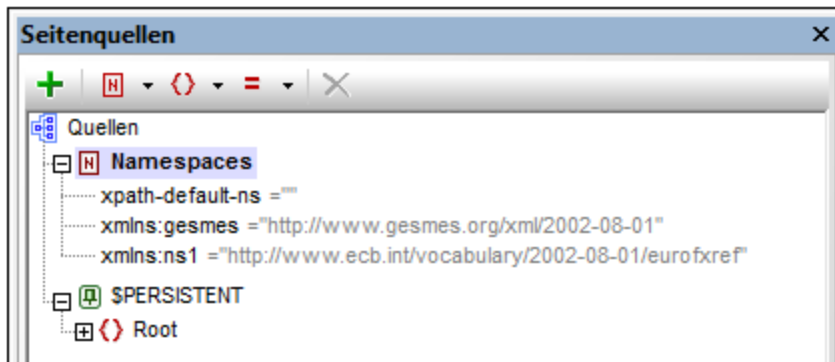 Seitenquellen
Quellen
Namespaces
xpath-default-ns =""
xmlns:gesmes ="http://www.gesmes.org/xml/2002-08-01"
xmlns:ns1 ="http://www.ecb.int/vocabulary/2002-08-01/eurofxref"
$PERSISTENT
{} Root